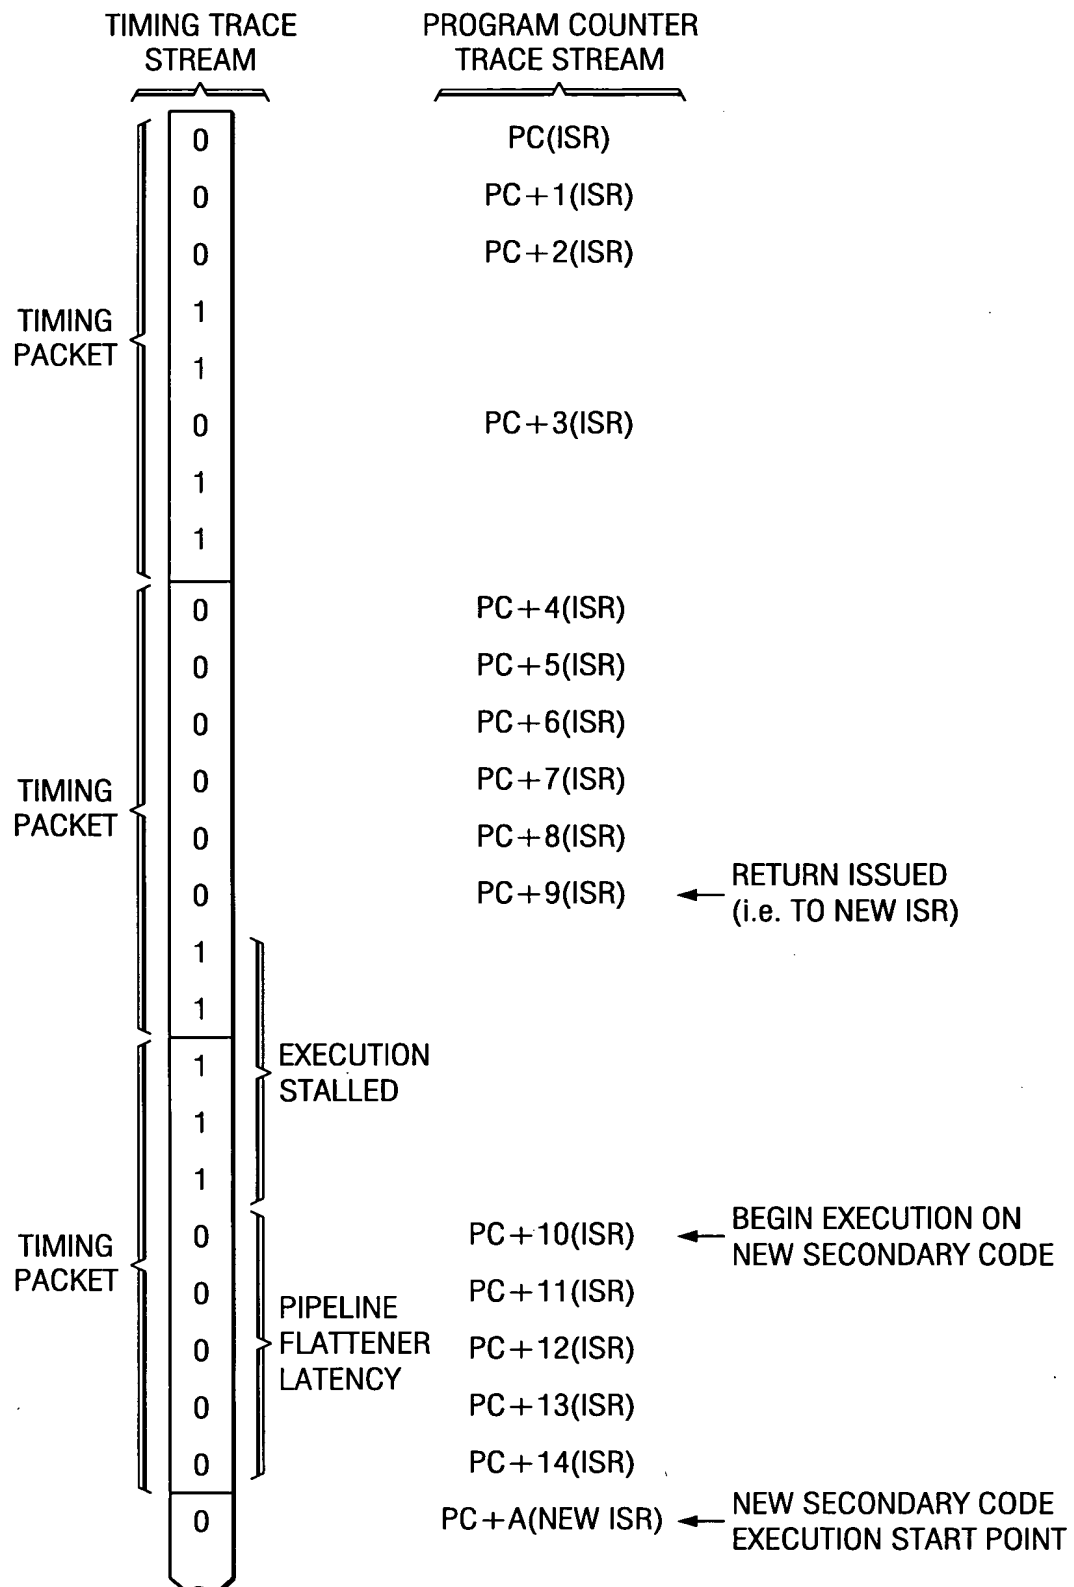 TIMING TRACE
STREAM
PROGRAM COUNTER
TRACE STREAM
0 PC(ISR)
0 PC+1(ISR)
0 PC+2(ISR)
1
TIMING
PACKET
1
0 PC+3(ISR)
1
1
0 PC+4(ISR)
0 PC+5(ISR)
0 PC+6(ISR)
TIMING
PACKET
0 PC+7(ISR)
0 PC+8(ISR)
0 PC+9(ISR)
RETURN ISSUED
(i.e. TO NEW ISR)
1
1
1
EXECUTION
STALLED
1
1
TIMING
PACKET
0 PC+10(ISR)
BEGIN EXECUTION ON
NEW SECONDARY CODE
0 PC+11(ISR)
PIPELINE
FLATTENER
LATENCY
0 PC+12(ISR)
0 PC+13(ISR)
0 PC+14(ISR)
0 PC+A(NEW ISR)
NEW SECONDARY CODE
EXECUTION START POINT